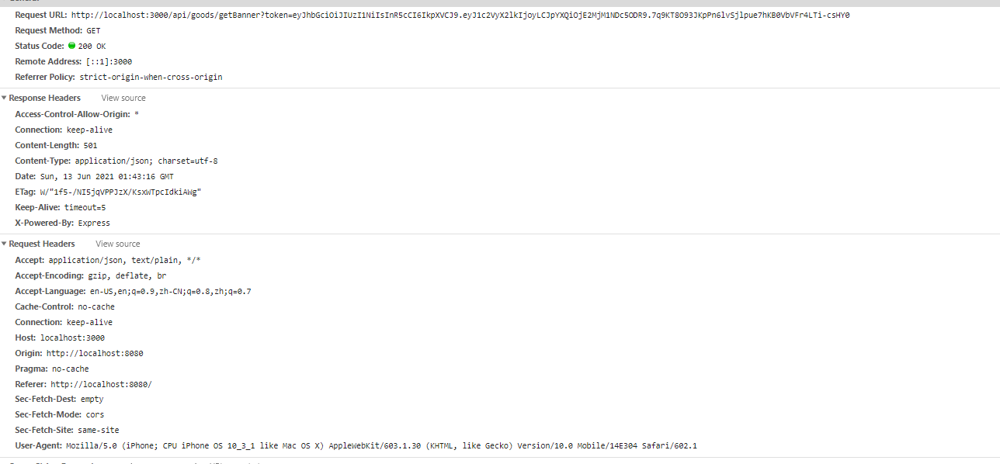 Request URL: http://localhost:3000/api/goods/getBanner?token=eyJhbGciOiJIUzI1NiIsInR5cCI6IkpXVCJ9.eyJ1c2VyX2lkIjoyLCJpYXQiOjE2MjM1NDc5ODR9.7q9KT8O93JKpPn6lvSjlpue7hKB0VbVFr4LTi-csHY0
Request Method: GET
Status Code: 200 OK
Remote Address: [::1]:3000
Referrer Policy: strict-origin-when-cross-origin
Response Headers View source
Access-Control-Allow-Origin: *
Connection: keep-alive
Content-Length: 501
Content-Type: application/json; charset=utf-8
Date: Sun, 13 Jun 2021 01:43:16 GMT
ETag: W/"1f5-/NI5jqVPPJzX/KsxWTpcIdkiAWg"
Keep-Alive: timeout=5
X-Powered-By: Express
Request Headers View source
Accept: application/json, text/plain, */*
Accept-Encoding: gzip, deflate, br
Accept-Language: en-US,en;q=0.9,zh-CN;q=0.8,zh;q=0.7
Cache-Control: no-cache
Connection: keep-alive
Host: localhost:3000
Origin: http://localhost:8080
Pragma: no-cache
Referer: http://localhost:8080/
Sec-Fetch-Dest: empty
Sec-Fetch-Mode: cors
Sec-Fetch-Site: same-site
User-Agent: Mozilla/5.0 (iPhone; CPU iPhone OS 10_3_1 like Mac OS X) AppleWebKit/603.1.30 (KHTML, like Gecko) Version/10.0 Mobile/14E304 Safari/602.1